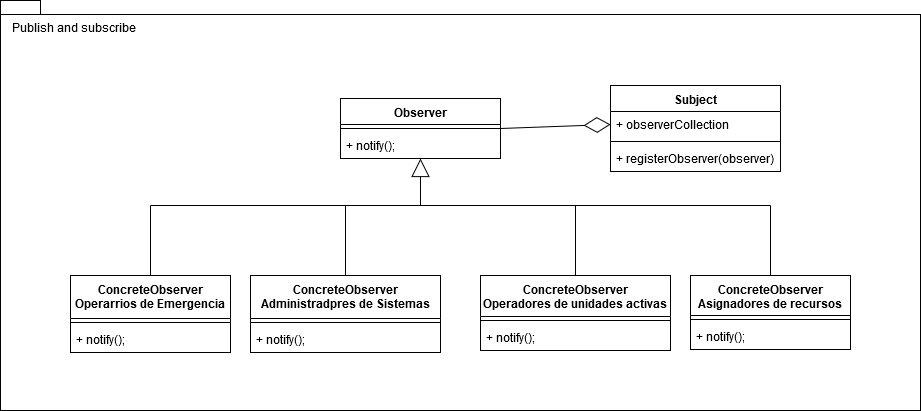 Publish and subscribe
Observer
+ notify();
Subject
+ observerCollection
+ registerObserver(observer)
ConcreteObserver
Operarrios de Emergencia
+ notify();
ConcreteObserver
Administradpres de Sistemas
+ notify();
ConcreteObserver
Operadores de unidades activas
+ notify();
ConcreteObserver
Asignadores de recursos
+ notify();